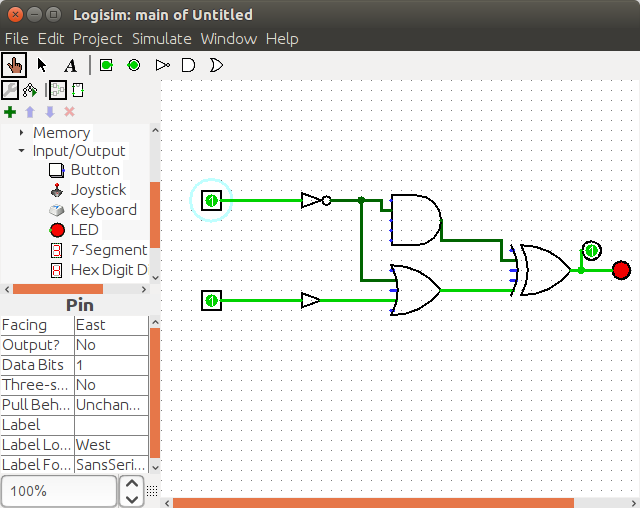 Logisim: main of Untitled
File Edit Project Simulate Window Help
A
Memory
Input/Output
Button
Joystick
Keyboard
LED
7-Segment
Hex Digit D
Pin
Facing East
Output? No
Data Bits 1
Three-s... No
Pull Beh... Unchan...
Label
Label Lo... West
Label Fo... SansSeri...
100%
1
1
1